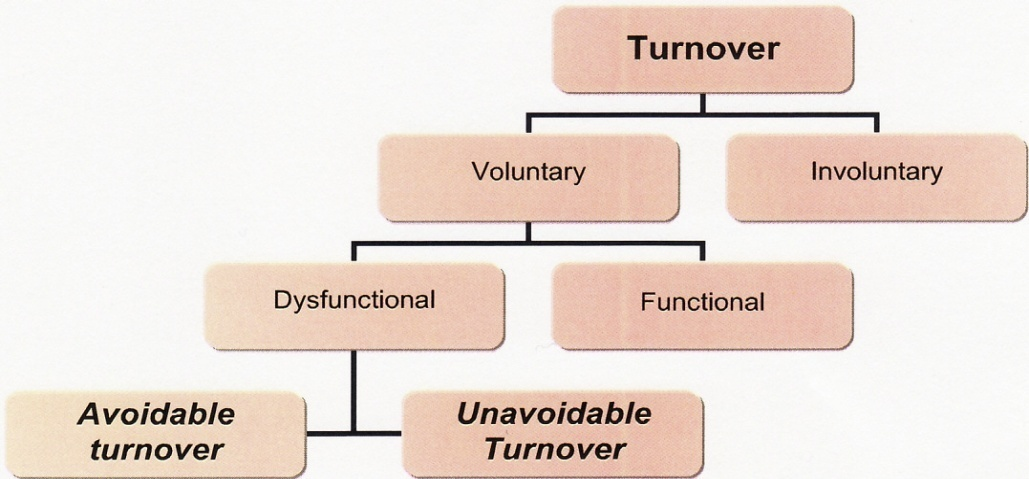 Turnover
Voluntary
Involuntary
Dysfunctional
Functional
Avoidable
turnover
Unavoidable
Turnover